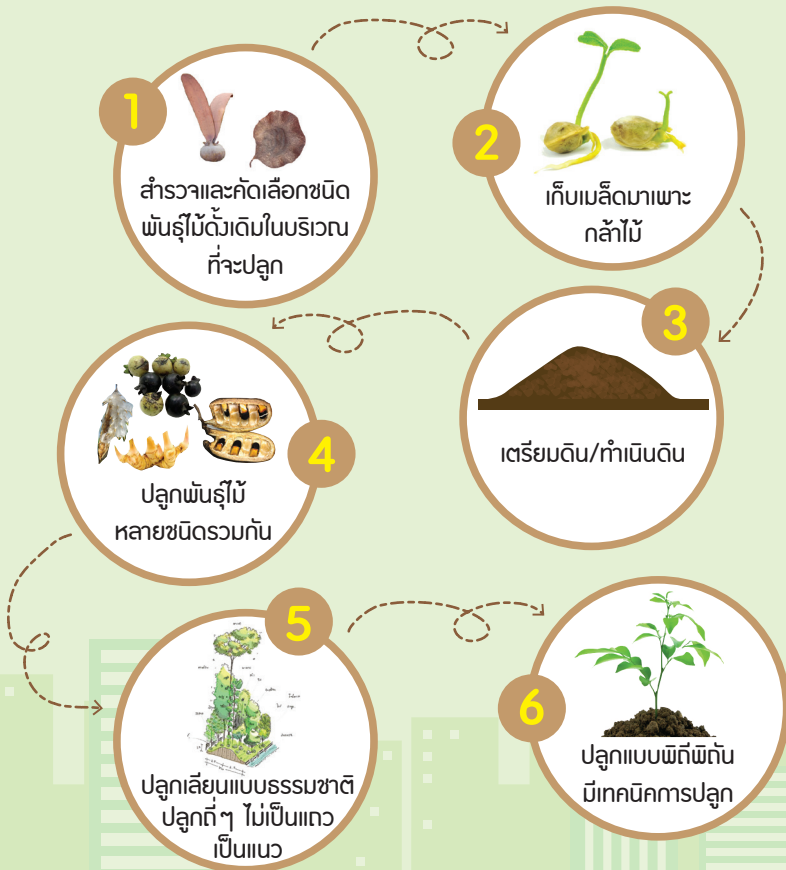 1
สำรวจและคัดเลือกชนิด
พันธุ์ไม้ดั้งเดิมในบริเวณ
ที่จะปลูก
2
เก็บเมล็ดมาเพาะ
กล้าไม้
3
เตรียมดิน/ทำเนินดิน
4
ปลูกพันธุ์ไม้
หลายชนิดรวมกัน
5
ปลูกเลียนแบบธรรมชาติ
ปลูกถี่ๆ ไม่เป็นแถว
เป็นแนว
6
ปลูกแบบพิถีพิถัน
มีเทคนิคการปลูก